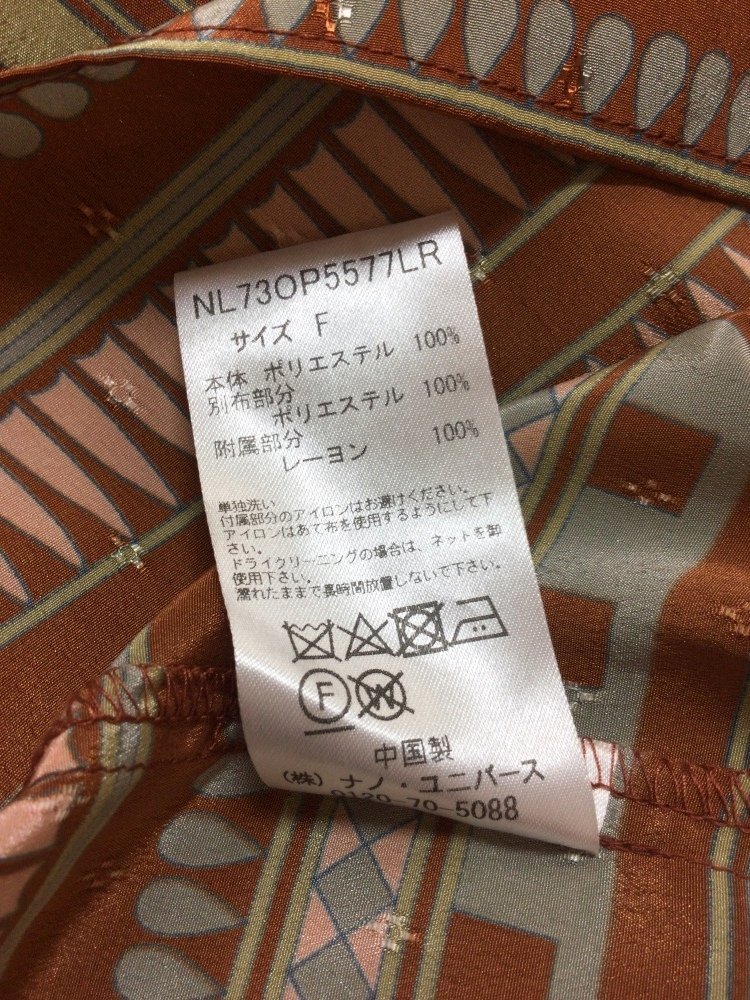 NL73OP5577LR
サイズ F
本体 ポリエステル 100%
別布部分
ポリエステル 100%
附属部分
レーヨン 100%
単独洗い
付属部分のアイロンはお避けください。
アイロンはあて布を使用するようにして下
さい。
ドライクリーニングの場合は、ネットを御
使用下さい。
濡れたままで長時間放置しないで下さい。
F W
中国製
(株) ナノ・ユニバース
0120-70-5088